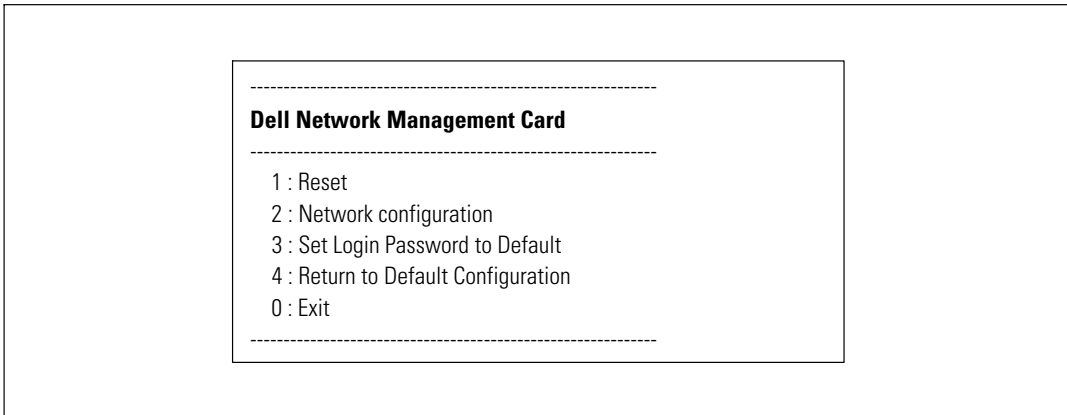 -------------------------------------------------------------
Dell Network Management Card
-------------------------------------------------------------
1 : Reset
2 : Network configuration
3 : Set Login Password to Default
4 : Return to Default Configuration
0 : Exit
-------------------------------------------------------------